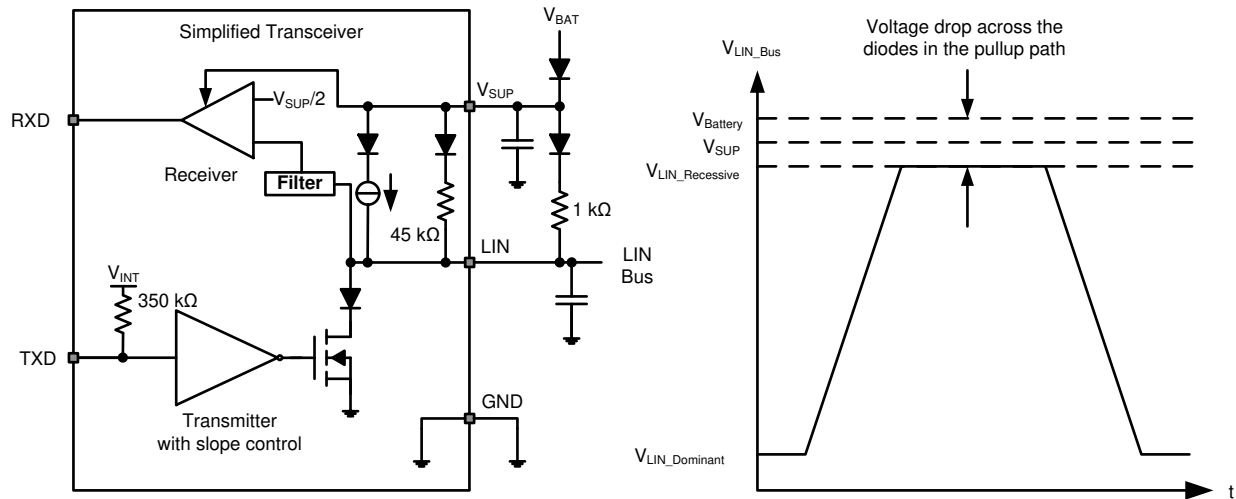 Simplified Transceiver
V_BAT
V_SUP
V_SUP/2
RXD
Receiver
Filter
45 kΩ
1 kΩ
LIN
LIN
Bus
V_INT
350 kΩ
TXD
Transmitter
with slope control
GND
Voltage drop across the
diodes in the pullup path
V_LIN_Bus
V_Battery
V_SUP
V_LIN_Recessive
V_LIN_Dominant
t